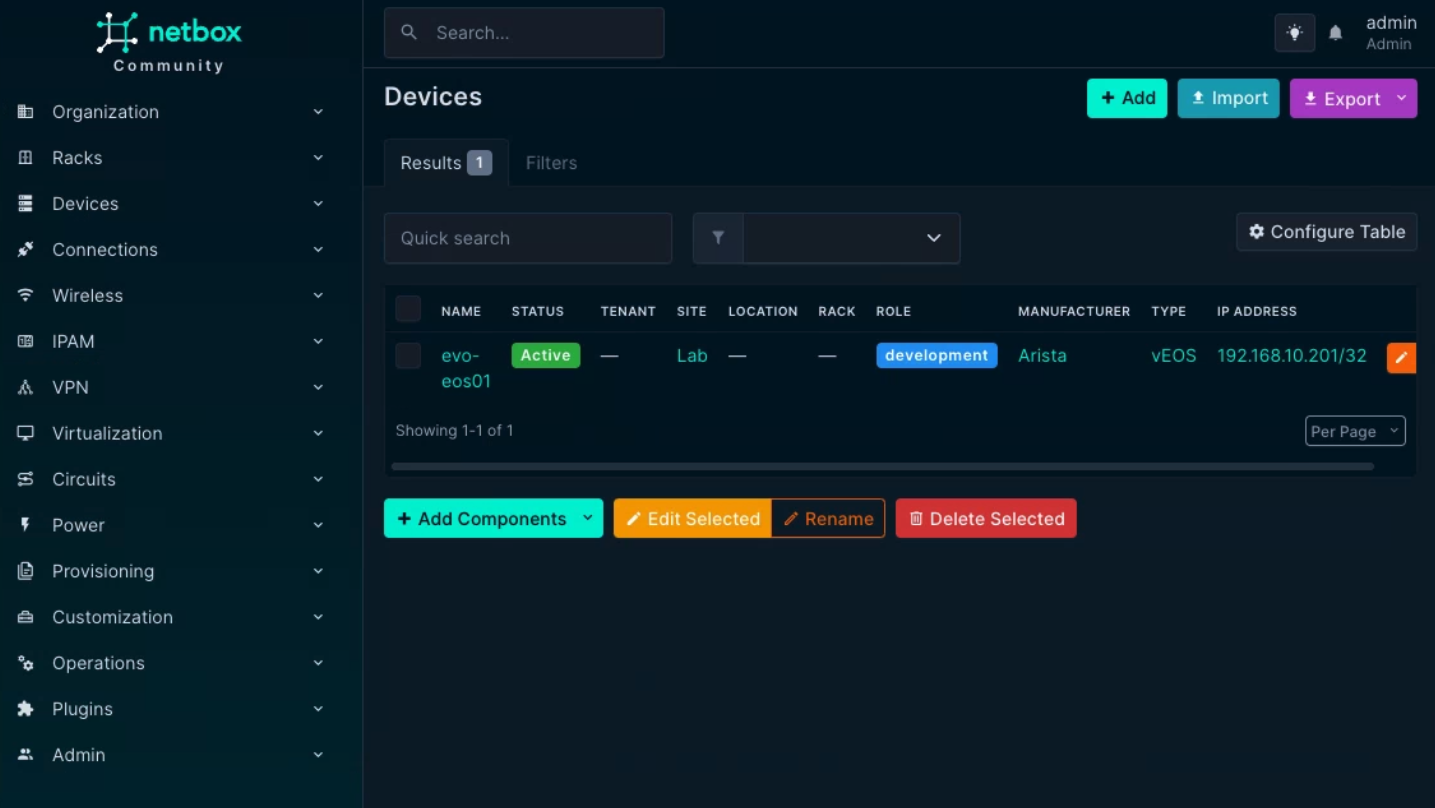 netbox
Community
Organization
Racks
Devices
Connections
Wireless
IPAM
VPN
Virtualization
Circuits
Power
Provisioning
Customization
Operations
Plugins
Admin
Search...
admin
Admin
Devices
+ Add
Import
Export
Results 1
Filters
Quick search
Configure Table
NAME STATUS TENANT SITE LOCATION RACK ROLE MANUFACTURER TYPE IP ADDRESS
evo- Active — Lab — — development Arista vEOS 192.168.10.201/32
eos01
Showing 1-1 of 1
Per Page
+ Add Components
Edit Selected
Rename
Delete Selected